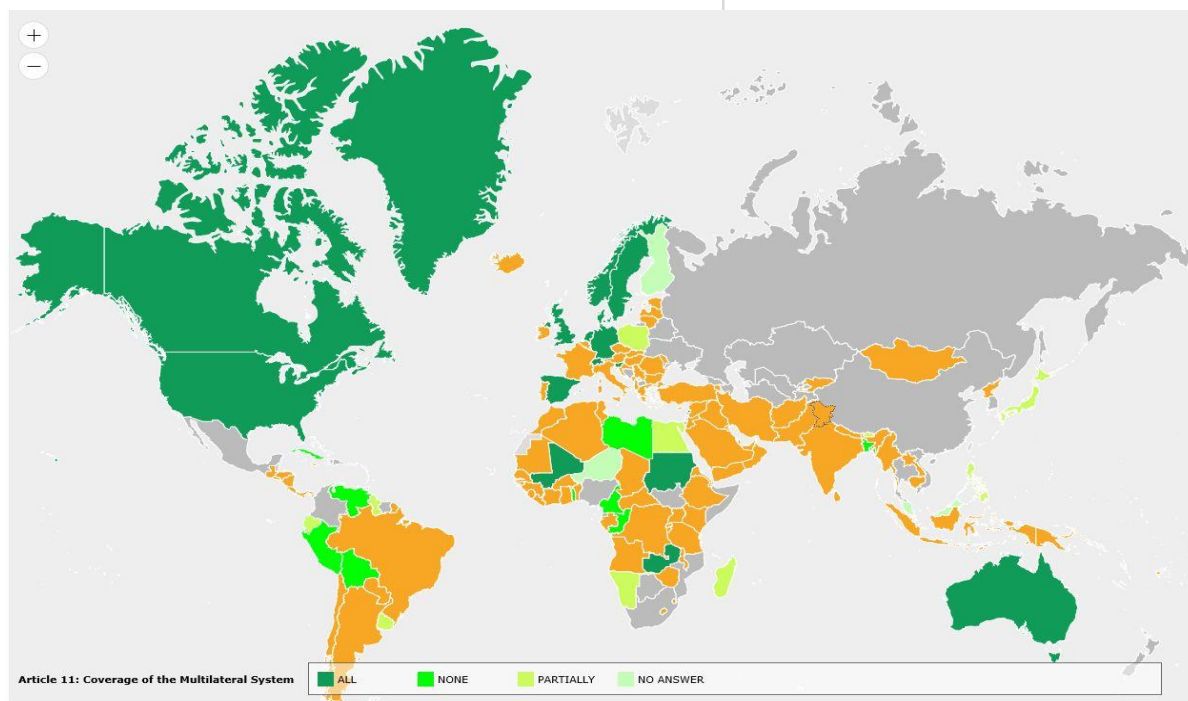 +
−
Article 11: Coverage of the Multilateral System
ALL
NONE
PARTIALLY
NO ANSWER